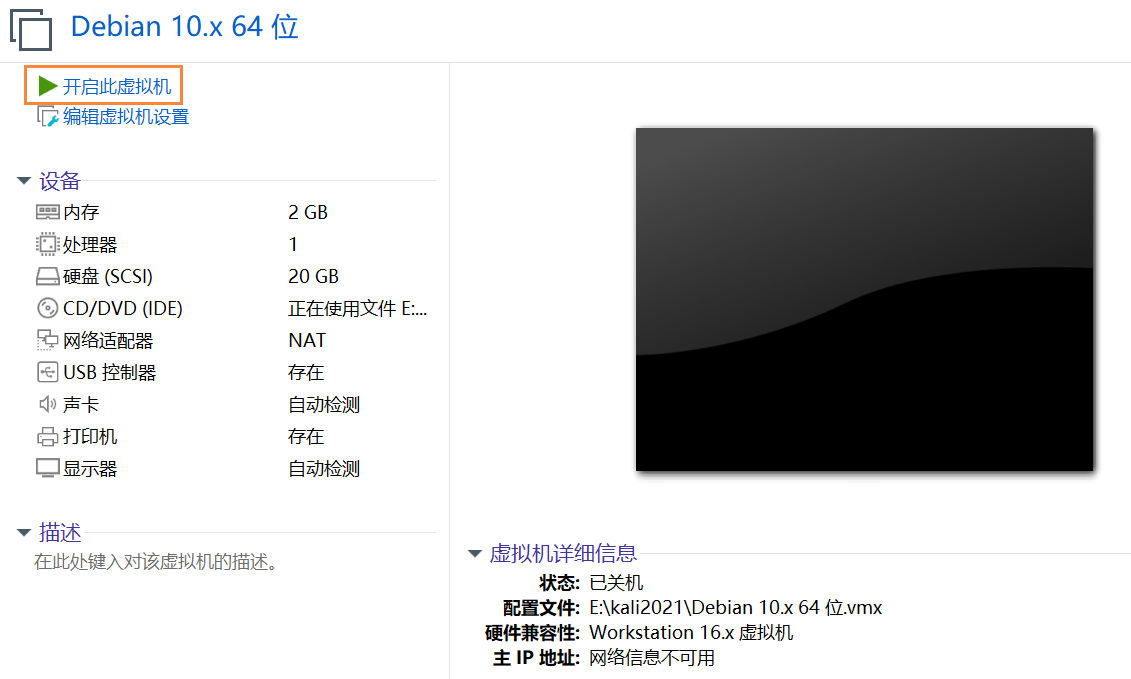 Debian 10.x 64 位
开启此虚拟机
编辑虚拟机设置
设备
内存 2 GB
处理器 1
硬盘 (SCSI) 20 GB
CD/DVD (IDE) 正在使用文件 E:...
网络适配器 NAT
USB 控制器 存在
声卡 自动检测
打印机 存在
显示器 自动检测
描述
在此处键入对该虚拟机的描述。
虚拟机详细信息
状态: 已关机
配置文件: E:\kali2021\Debian 10.x 64 位.vmx
硬件兼容性: Workstation 16.x 虚拟机
主 IP 地址: 网络信息不可用